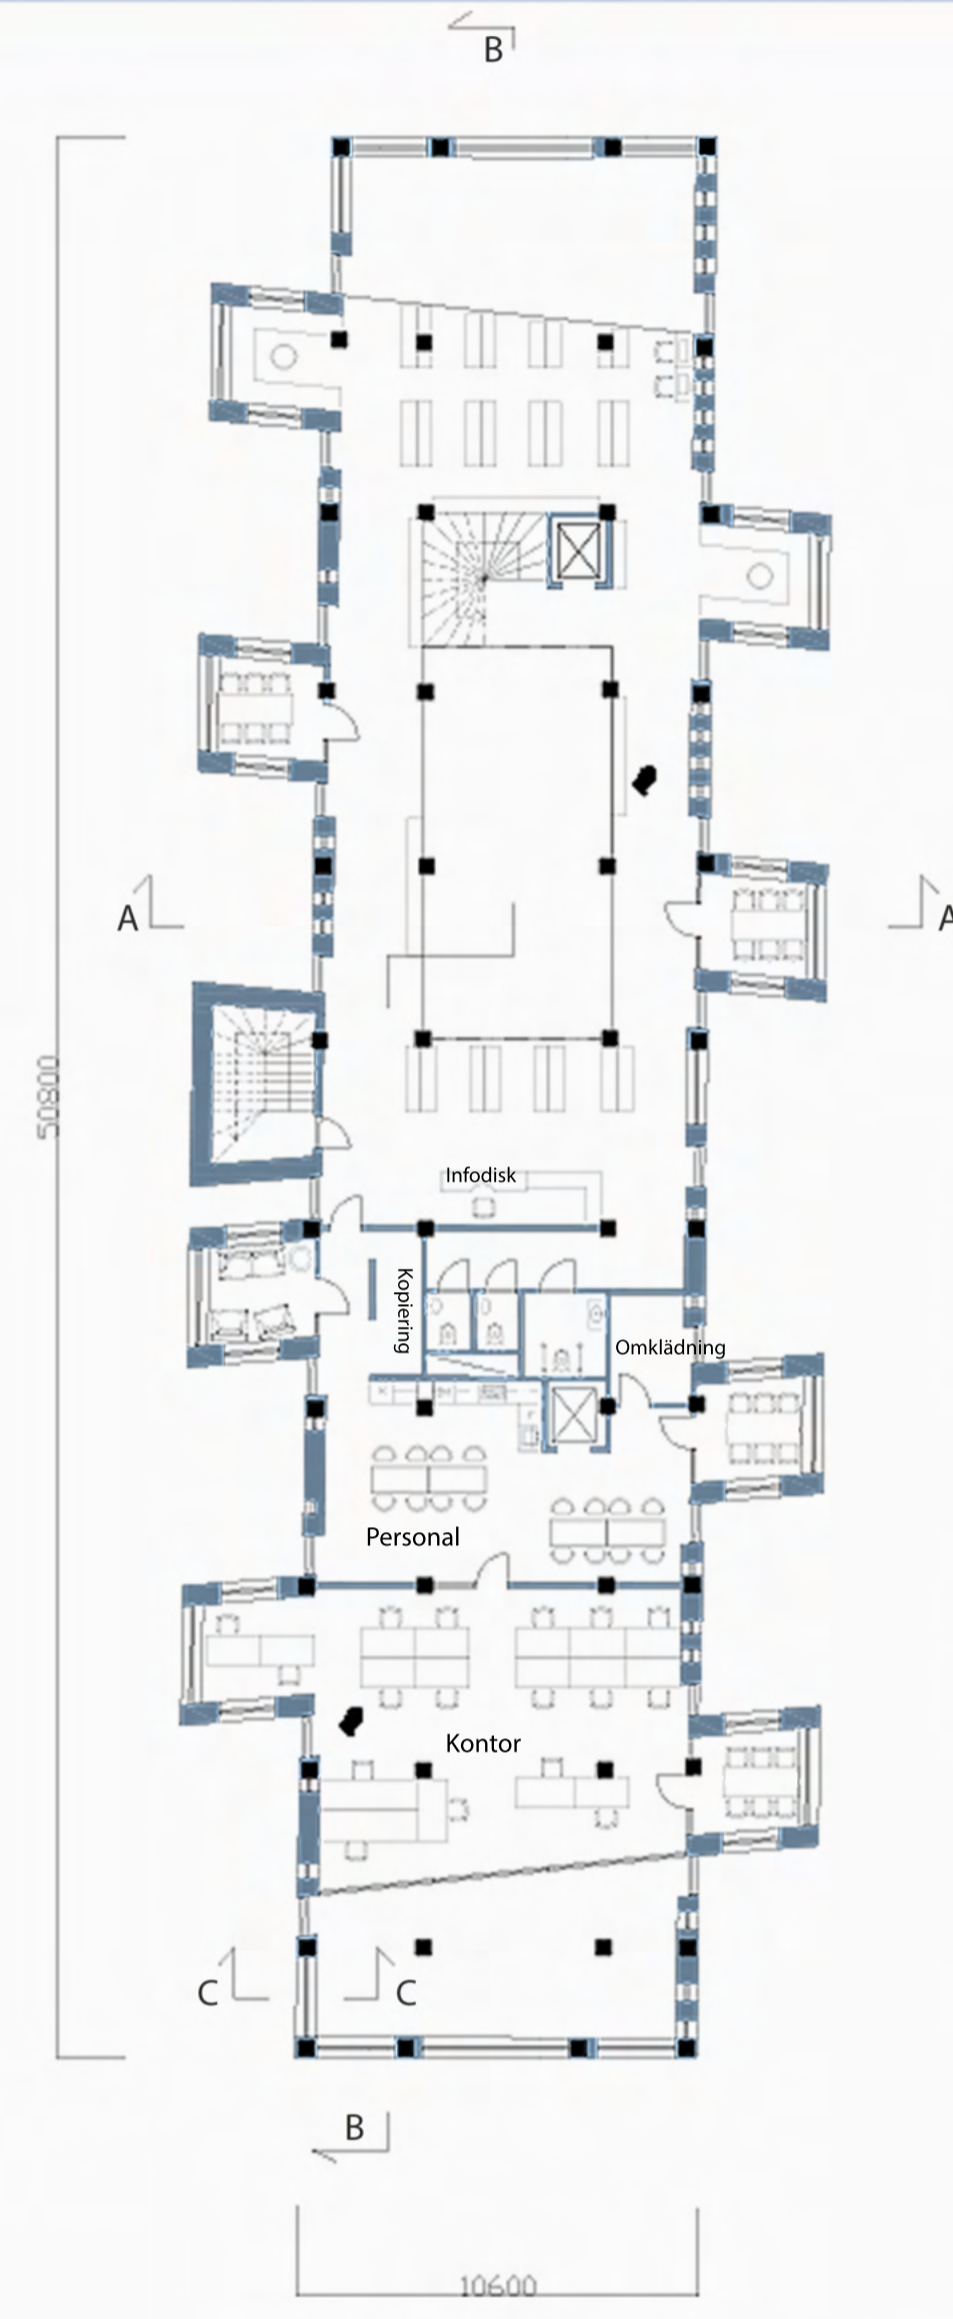 B
A
A
50800
Infodisk
Kopiering
Omklädning
Personal
Kontor
C
C
B
10600